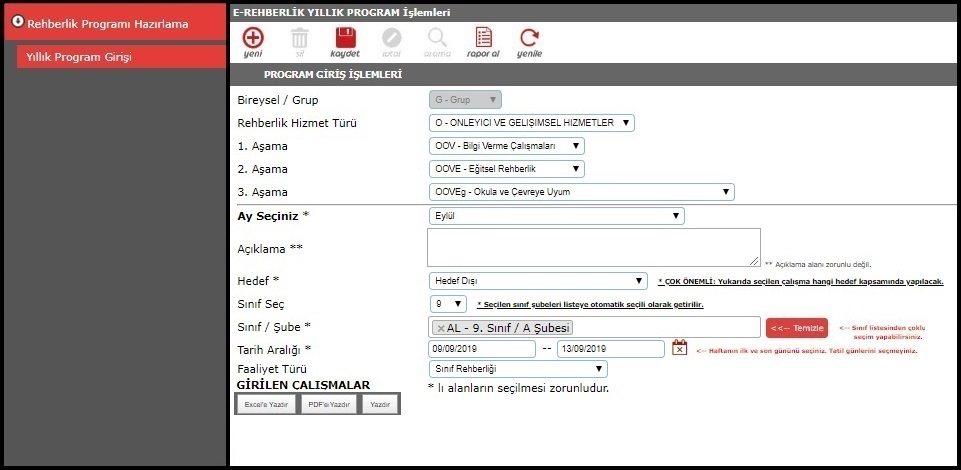 Rehberlik Programı Hazırlama
Yıllık Program Girişi
E-REHBERLİK YILLIK PROGRAM İşlemleri
yeni sil kaydet iptal arama rapor al yenile
PROGRAM GİRİŞ İŞLEMLERİ
Bireysel / Grup G - Grup
Rehberlik Hizmet Türü O - ONLEYICI VE GELIŞIMSEL HIZMETLER
1. Aşama OOV - Bilgi Verme Çalışmaları
2. Aşama OOVE - Eğitsel Rehberlik
3. Aşama OOVEg - Okula ve Çevreye Uyum
Ay Seçiniz * Eylül
Açıklama ** ** Açıklama alanı zorunlu değil.
Hedef * Hedef Dışı * ÇOK ÖNEMLİ: Yukarıda seçilen çalışma hangi hedef kapsamında yapılacak.
Sınıf Seç 9 * Seçilen sınıf şubeleri listeye otomatik seçili olarak getirilir.
Sınıf / Şube * ×AL - 9. Sınıf / A Şubesi <<-- Temizle <-- Sınıf listesinden çoklu
seçim yapabilirsiniz.
Tarih Aralığı * 09/09/2019 -- 13/09/2019 <-- Haftanın ilk ve son gününü seçiniz. Tatil günlerini seçmeyiniz.
Faaliyet Türü Sınıf Rehberliği
GİRİLEN ÇALIŞMALAR * lı alanların seçilmesi zorunludur.
Excel'e Yazdır PDF'e Yazdır Yazdır